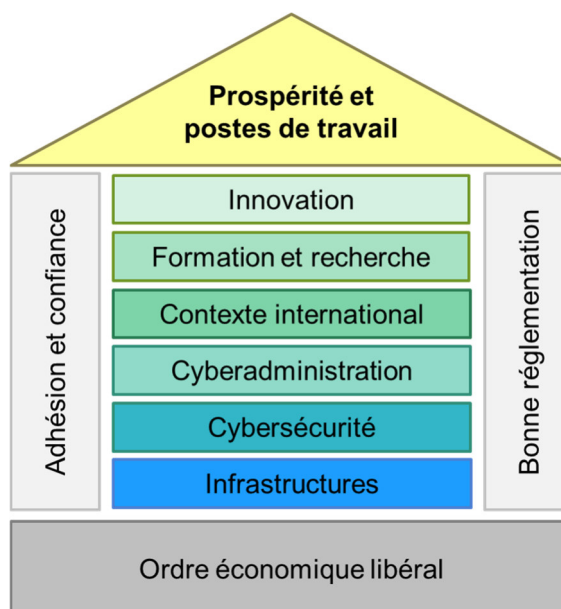 Prospérité et
postes de travail
Adhésion et confiance
Innovation
Formation et recherche
Contexte international
Cyberadministration
Cybersécurité
Infrastructures
Bonne réglementation
Ordre économique libéral